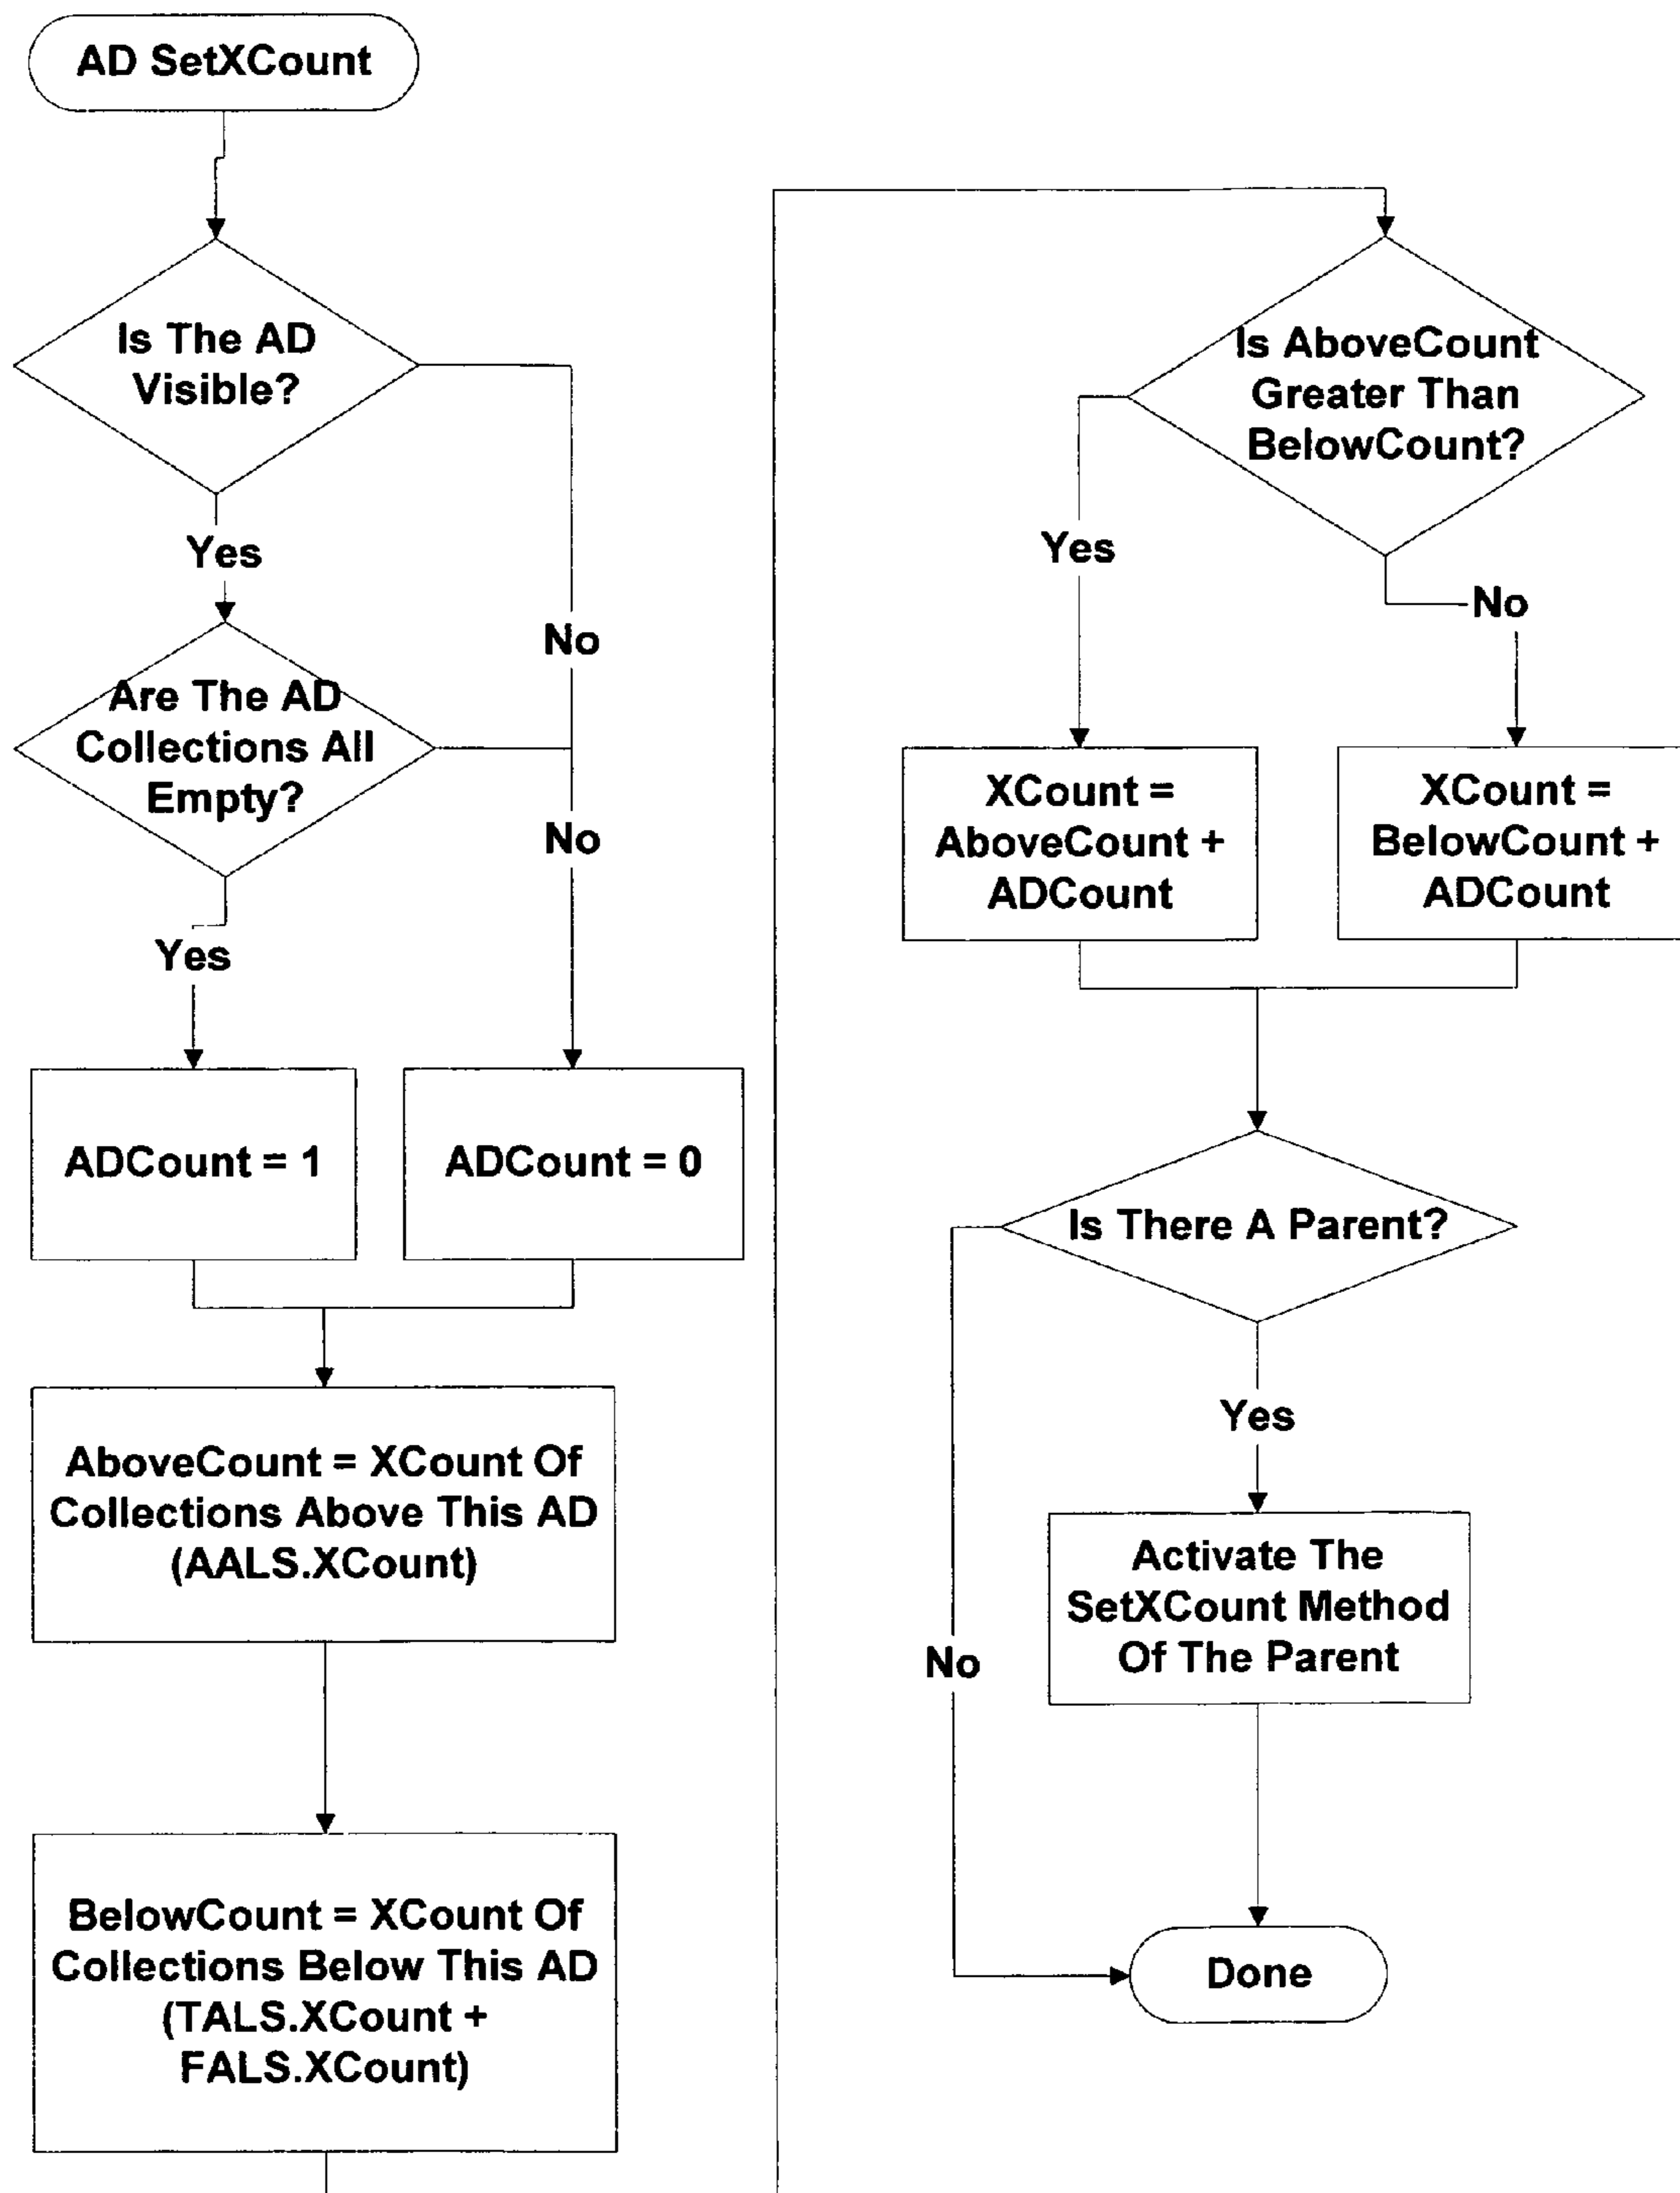 AD SetXCount
Is The AD
Visible?
Yes
No
Are The AD
Collections All
Empty?
No
Yes
ADCount = 1
ADCount = 0
AboveCount = XCount Of
Collections Above This AD
(AALS.XCount)
BelowCount = XCount Of
Collections Below This AD
(TALS.XCount +
FALS.XCount)
Is AboveCount
Greater Than
BelowCount?
Yes
No
XCount =
AboveCount +
ADCount
XCount =
BelowCount +
ADCount
Is There A Parent?
Yes
No
Activate The
SetXCount Method
Of The Parent
Done